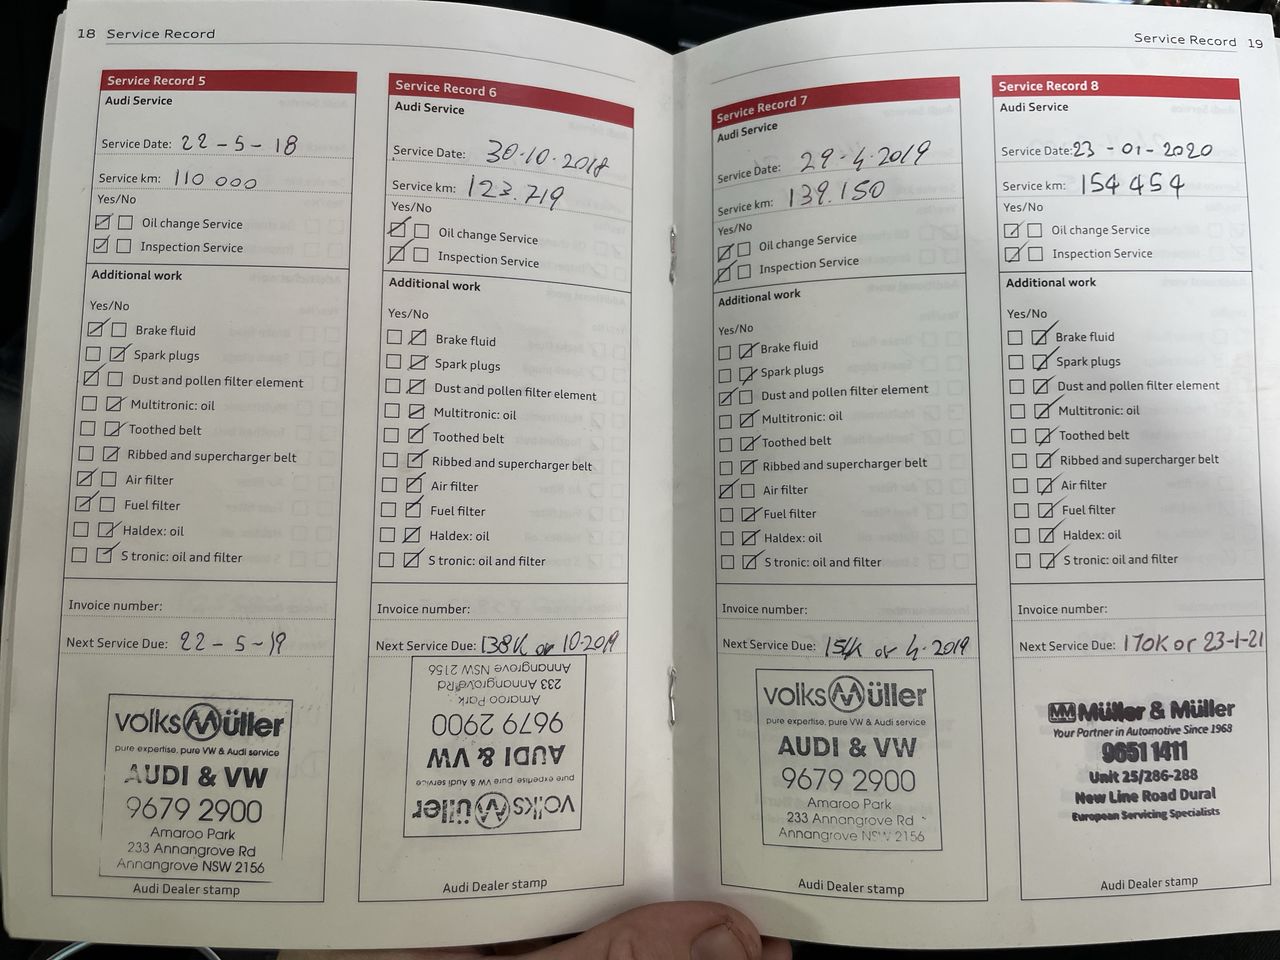 18 Service Record
Service Record 5
Audi Service
Service Date: 22-5-18
Service km: 110 000
Yes/No
Oil change Service
Inspection Service
Additional work
Yes/No
Brake fluid
Spark plugs
Dust and pollen filter element
Multitronic: oil
Toothed belt
Ribbed and supercharger belt
Air filter
Fuel filter
Haldex: oil
S tronic: oil and filter
Invoice number:
Next Service Due: 22-5-19
volksMüller
pure expertise, pure VW & Audi service
AUDI & VW
9679 2900
Amaroo Park
233 Annangrove Rd
Annangrove NSW 2156
Audi Dealer stamp
Service Record 6
Audi Service
Service Date: 30-10-2018
Service km: 123.719
Yes/No
Oil change Service
Inspection Service
Additional work
Yes/No
Brake fluid
Spark plugs
Dust and pollen filter element
Multitronic: oil
Toothed belt
Ribbed and supercharger belt
Air filter
Fuel filter
Haldex: oil
S tronic: oil and filter
Invoice number:
Next Service Due: 138K or 10-2019
volksMüller
pure expertise, pure VW & Audi service
AUDI & VW
9679 2900
Amaroo Park
233 Annangrove Rd
Annangrove NSW 2156
Audi Dealer stamp
Service Record 19
Service Record 7
Audi Service
Service Date: 29-4-2019
Service km: 139.150
Yes/No
Oil change Service
Inspection Service
Additional work
Yes/No
Brake fluid
Spark plugs
Dust and pollen filter element
Multitronic: oil
Toothed belt
Ribbed and supercharger belt
Air filter
Fuel filter
Haldex: oil
S tronic: oil and filter
Invoice number:
Next Service Due: 154K or 4-2019
volksMüller
pure expertise, pure VW & Audi service
AUDI & VW
9679 2900
Amaroo Park
233 Annangrove Rd
Annangrove NSW 2156
Audi Dealer stamp
Service Record 8
Audi Service
Service Date: 23-01-2020
Service km: 154454
Yes/No
Oil change Service
Inspection Service
Additional work
Yes/No
Brake fluid
Spark plugs
Dust and pollen filter element
Multitronic: oil
Toothed belt
Ribbed and supercharger belt
Air filter
Fuel filter
Haldex: oil
S tronic: oil and filter
Invoice number:
Next Service Due: 170K or 23-1-21
MM Müller & Müller
Your Partner in Automotive Since 1968
9651 1411
Unit 25/286-288
New Line Road Dural
European Servicing Specialists
Audi Dealer stamp